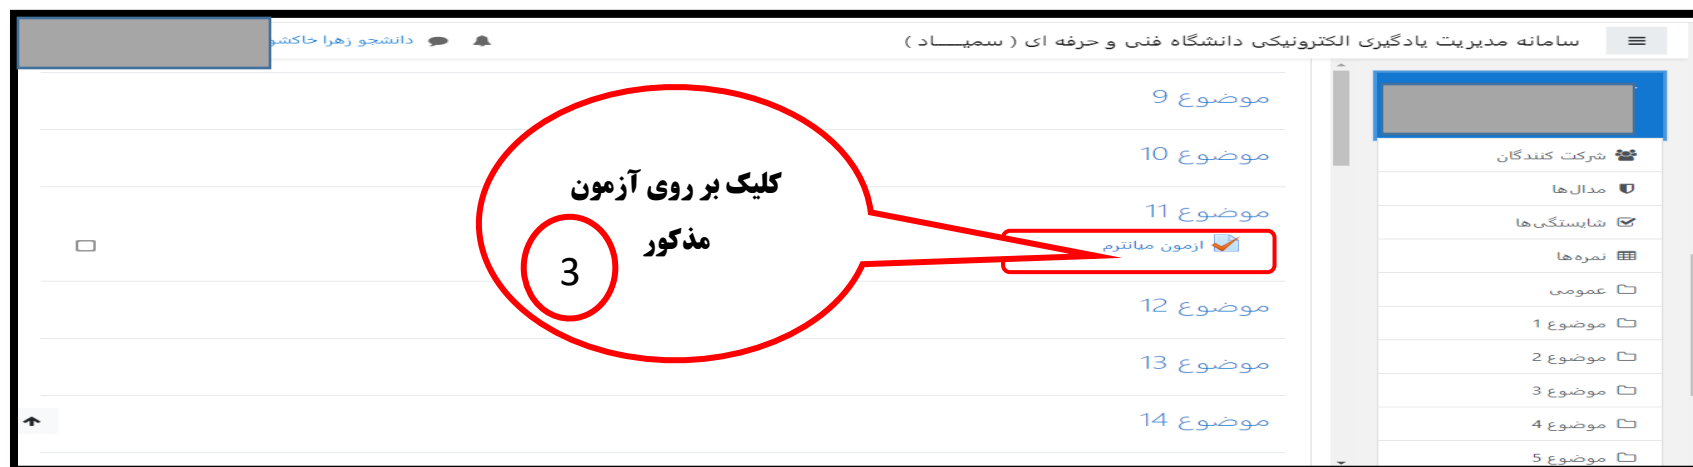 سامانه مدیریت یادگیری الکترونیکی دانشگاه فنی و حرفه ای ( سمیــــاد )
دانشجو زهرا خاکشو
شرکت کنندگان
مدال‌ها
شایستگی‌ها
نمره‌ها
عمومی
موضوع 1
موضوع 2
موضوع 3
موضوع 4
موضوع 5
موضوع 9
موضوع 10
موضوع 11
ازمون میانترم
موضوع 12
موضوع 13
موضوع 14
کلیک بر روی آزمون
مذکور
3